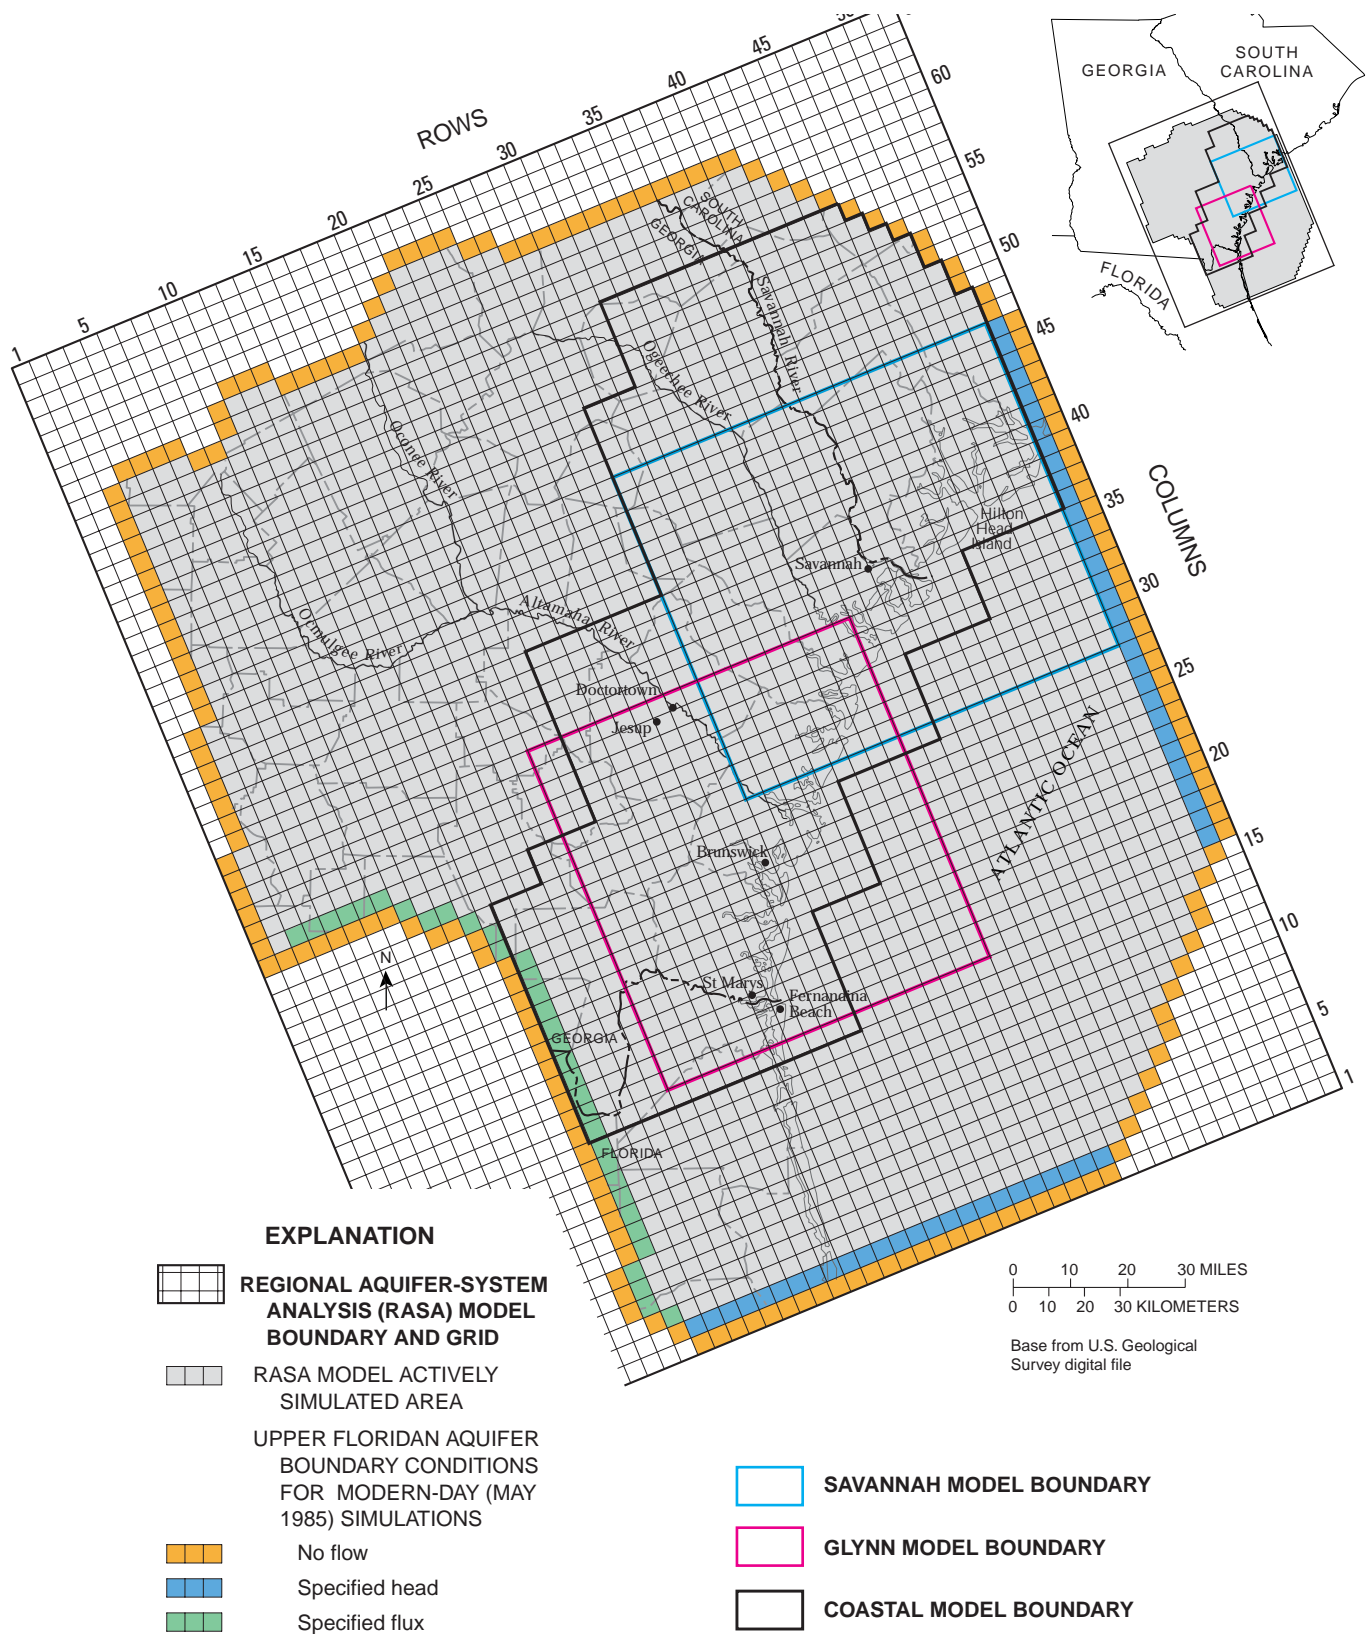 ROWS
1
5
10
15
20
25
30
35
40
45
60
55
50
45
40
35
30
25
20
15
10
5
1
COLUMNS
GEORGIA
SOUTH
CAROLINA
FLORIDA
SOUTH
CAROLINA
GEORGIA
Savannah River
Ogeechee River
Oconee River
Ocmulgee River
Altamaha River
Hilton
Head
Island
Savannah
Doctortown
Jesup
ATLANTIC OCEAN
Brunswick
St Marys
Fernandina
Beach
N
GEORGIA
FLORIDA
EXPLANATION
REGIONAL AQUIFER-SYSTEM
ANALYSIS (RASA) MODEL
BOUNDARY AND GRID
RASA MODEL ACTIVELY
SIMULATED AREA
UPPER FLORIDAN AQUIFER
BOUNDARY CONDITIONS
FOR MODERN-DAY (MAY
1985) SIMULATIONS
No flow
Specified head
Specified flux
0 10 20 30 MILES
0 10 20 30 KILOMETERS
Base from U.S. Geological
Survey digital file
SAVANNAH MODEL BOUNDARY
GLYNN MODEL BOUNDARY
COASTAL MODEL BOUNDARY